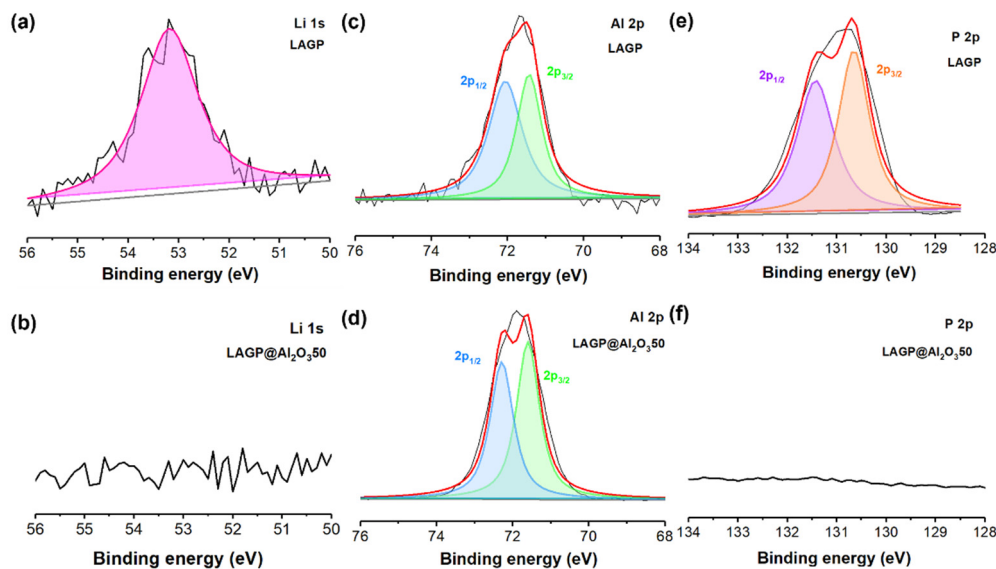 (a)
Li 1s
LAGP
56 55 54 53 52 51 50
Binding energy (eV)
(c)
Al 2p
LAGP
2p1/2
2p3/2
76 74 72 70 68
Binding energy (eV)
(e)
P 2p
LAGP
2p1/2
2p3/2
134 133 132 131 130 129 128
Binding energy (eV)
(b)
Li 1s
LAGP@Al2O350
56 55 54 53 52 51 50
Binding energy (eV)
(d)
Al 2p
LAGP@Al2O350
2p1/2
2p3/2
76 74 72 70 68
Binding energy (eV)
(f)
P 2p
LAGP@Al2O350
134 133 132 131 130 129 128
Binding energy (eV)